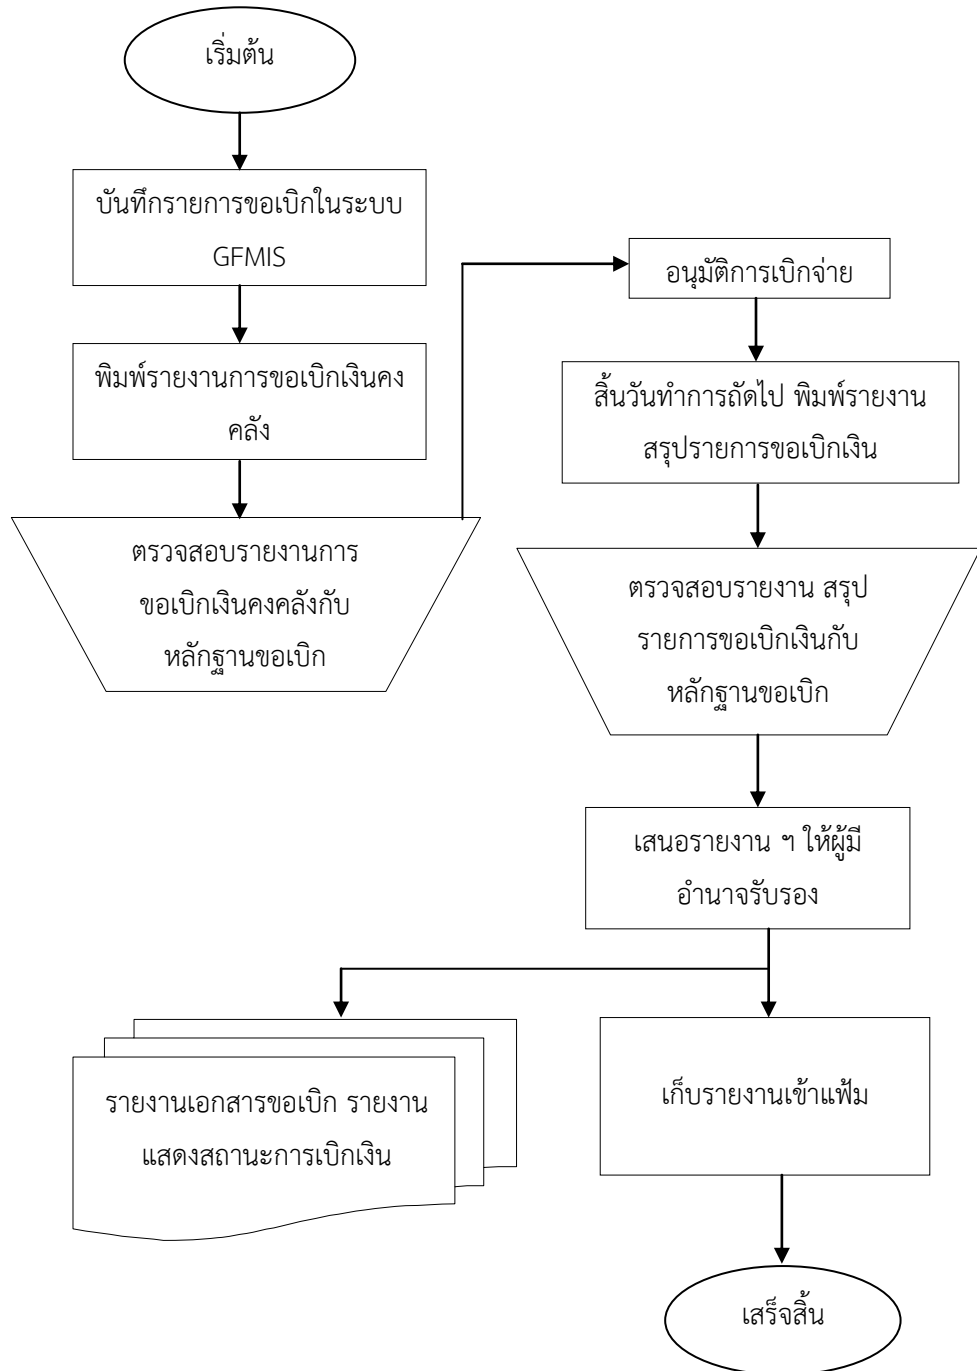 เริ่มต้น
บันทึกรายการขอเบิกในระบบ
GFMIS
พิมพ์รายงานการขอเบิกเงินคง
คลัง
ตรวจสอบรายงานการ
ขอเบิกเงินคงคลังกับ
หลักฐานขอเบิก
อนุมัติการเบิกจ่าย
สิ้นวันทำการถัดไป พิมพ์รายงาน
สรุปรายการขอเบิกเงิน
ตรวจสอบรายงาน สรุป
รายการขอเบิกเงินกับ
หลักฐานขอเบิก
เสนอรายงาน ฯ ให้ผู้มี
อำนาจรับรอง
รายงานเอกสารขอเบิก รายงาน
แสดงสถานะการเบิกเงิน
เก็บรายงานเข้าแฟ้ม
เสร็จสิ้น